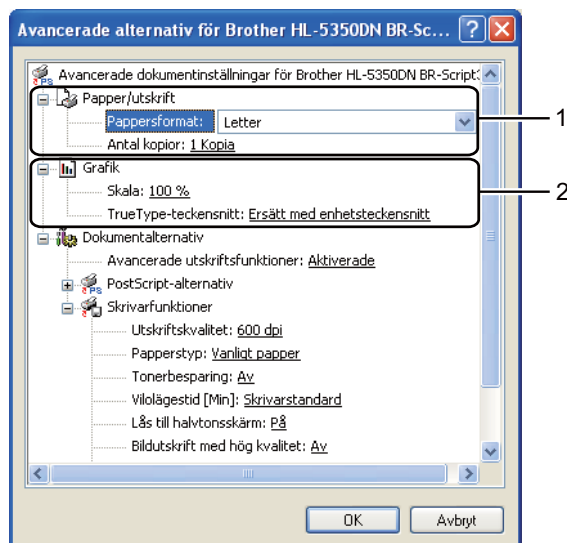 Avancerade alternativ för Brother HL-5350DN BR-Sc...
Avancerade dokumentinställningar för Brother HL-5350DN BR-Script3
Papper/utskrift
Pappersformat: Letter
Antal kopior: 1 Kopia
1
Grafik
Skala: 100 %
TrueType-teckensnitt: Ersätt med enhetsteckensnitt
2
Dokumentalternativ
Avancerade utskriftsfunktioner: Aktiverade
PostScript-alternativ
Skrivarfunktioner
Utskriftskvalitet: 600 dpi
Papperstyp: Vanligt papper
Tonerbesparing: Av
Vilolägestid [Min]: Skrivarstandard
Lås till halvtonsskärm: På
Bildutskrift med hög kvalitet: Av
OK
Avbryt